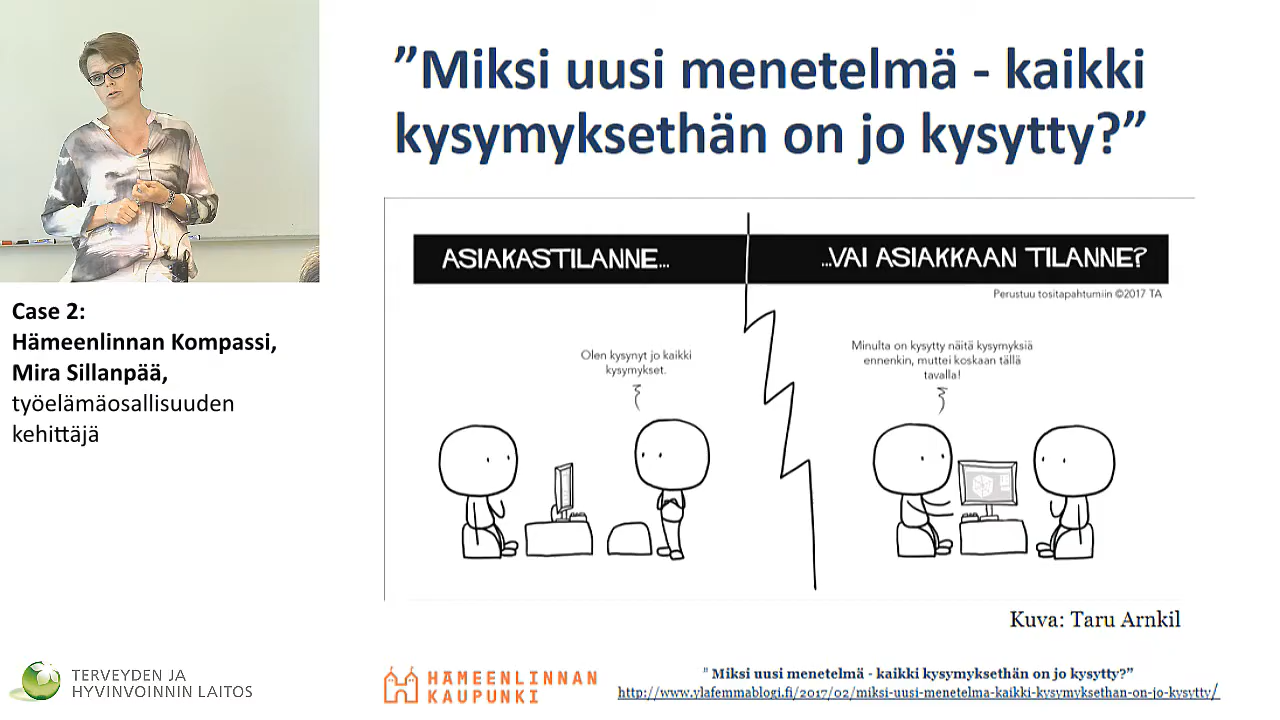 ”Miksi uusi menetelmä - kaikki
kysymyksethän on jo kysytty?”
ASIAKASTILANNE...
...VAI ASIAKKAAN TILANNE?
Perustuu tositapahtumiin ©2017 TA
Olen kysynyt jo kaikki
kysymykset.
Minulta on kysytty näitä kysymyksiä
ennenkin, muttei koskaan tällä
tavalla!
Kuva: Taru Arnkil
Case 2:
Hämeenlinnan Kompassi,
Mira Sillanpää,
työelämäosallisuuden
kehittäjä
TERVEYDEN JA
HYVINVOINNIN LAITOS
HÄMEENLINNAN
KAUPUNKI
” Miksi uusi menetelmä - kaikki kysymyksethän on jo kysytty?”
http://www.ylafemmablogi.fi/2017/02/miksi-uusi-menetelma-kaikki-kysymyksethan-on-jo-kysytty/